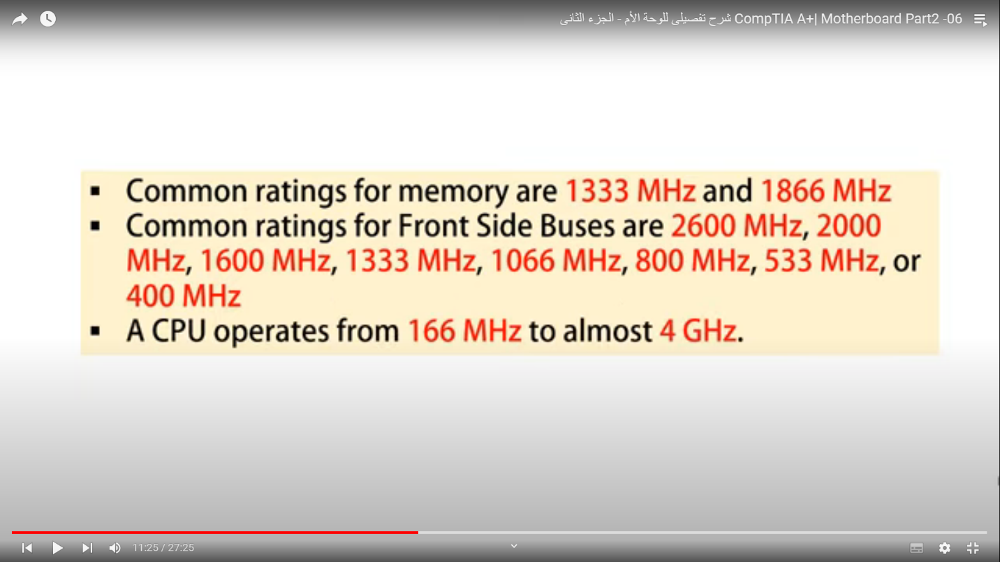 06- CompTIA A+| Motherboard Part2 شرح تفصيلى للوحة الأم - الجزء الثانى
▪ Common ratings for memory are 1333 MHz and 1866 MHz
▪ Common ratings for Front Side Buses are 2600 MHz, 2000
MHz, 1600 MHz, 1333 MHz, 1066 MHz, 800 MHz, 533 MHz, or
400 MHz
▪ A CPU operates from 166 MHz to almost 4 GHz.
11:25 / 27:25